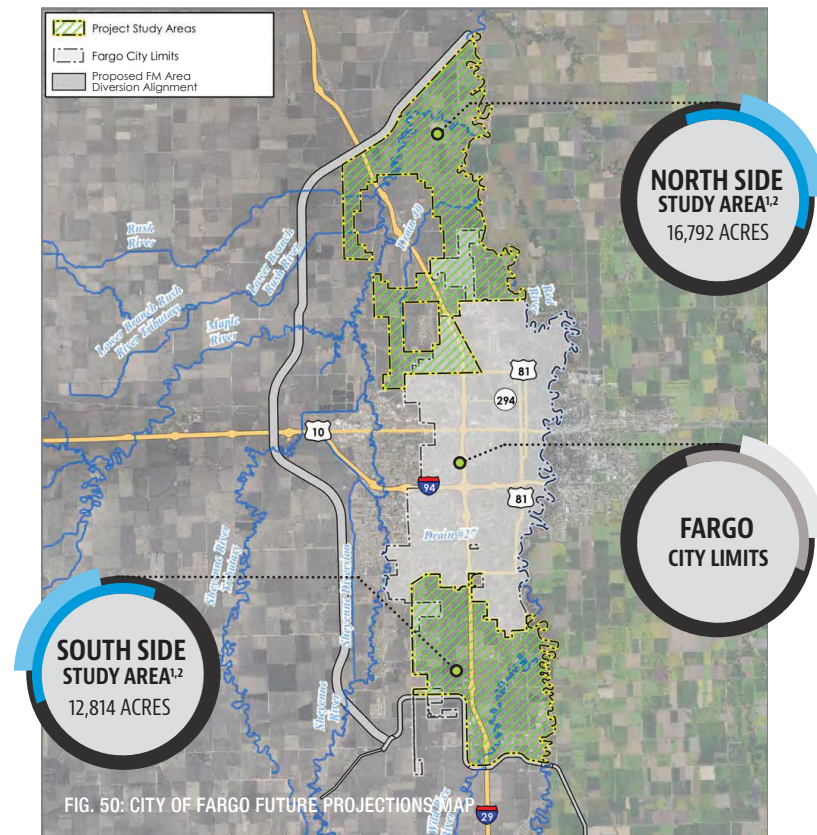 Project Study Areas
Fargo City Limits
Proposed FM Area
Diversion Alignment
NORTH SIDE
STUDY AREA1,2
16,792 ACRES
Rush
River
Lower Branch
Rush River
Drain 40
Lower Branch Rush
River Tributary
Maple
River
Red
River
81
294
10
94
81
FARGO
CITY LIMITS
Drain #27
Sheyenne River
Tributary
Sheyenne Diversion
SOUTH SIDE
STUDY AREA1,2
12,814 ACRES
Sheyenne
River
FIG. 50: CITY OF FARGO FUTURE PROJECTIONS MAP
29